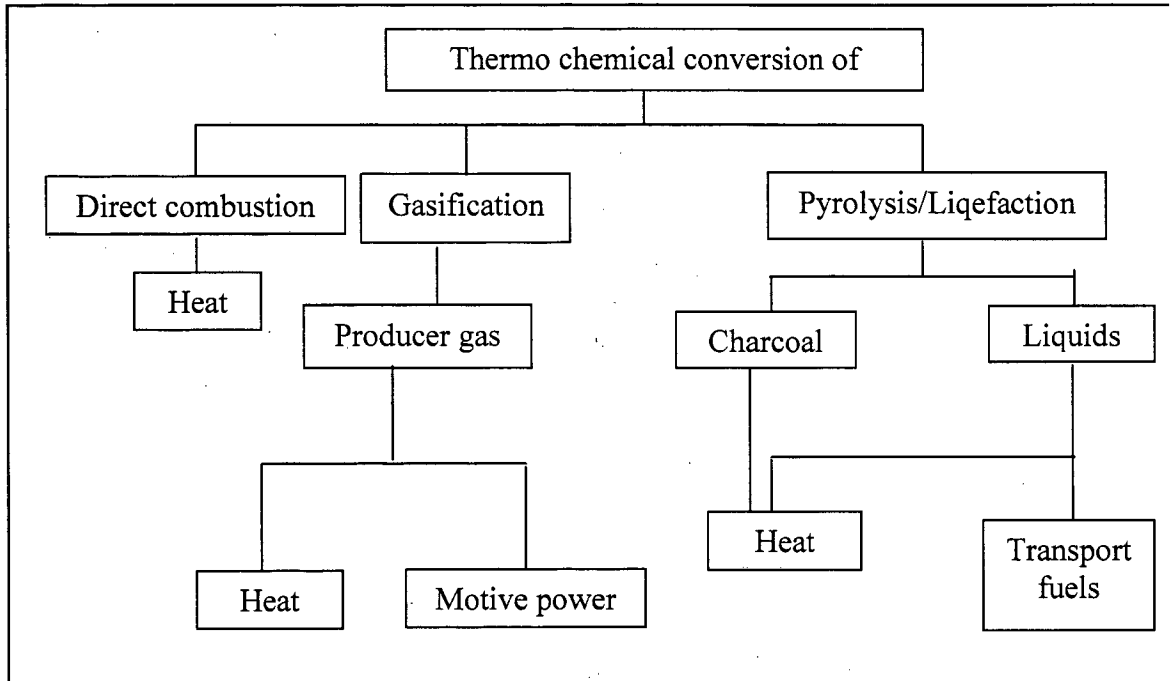 Thermo chemical conversion of
Direct combustion
Gasification
Pyrolysis/Liqefaction
Heat
Producer gas
Charcoal
Liquids
Heat
Motive power
Heat
Transport
fuels